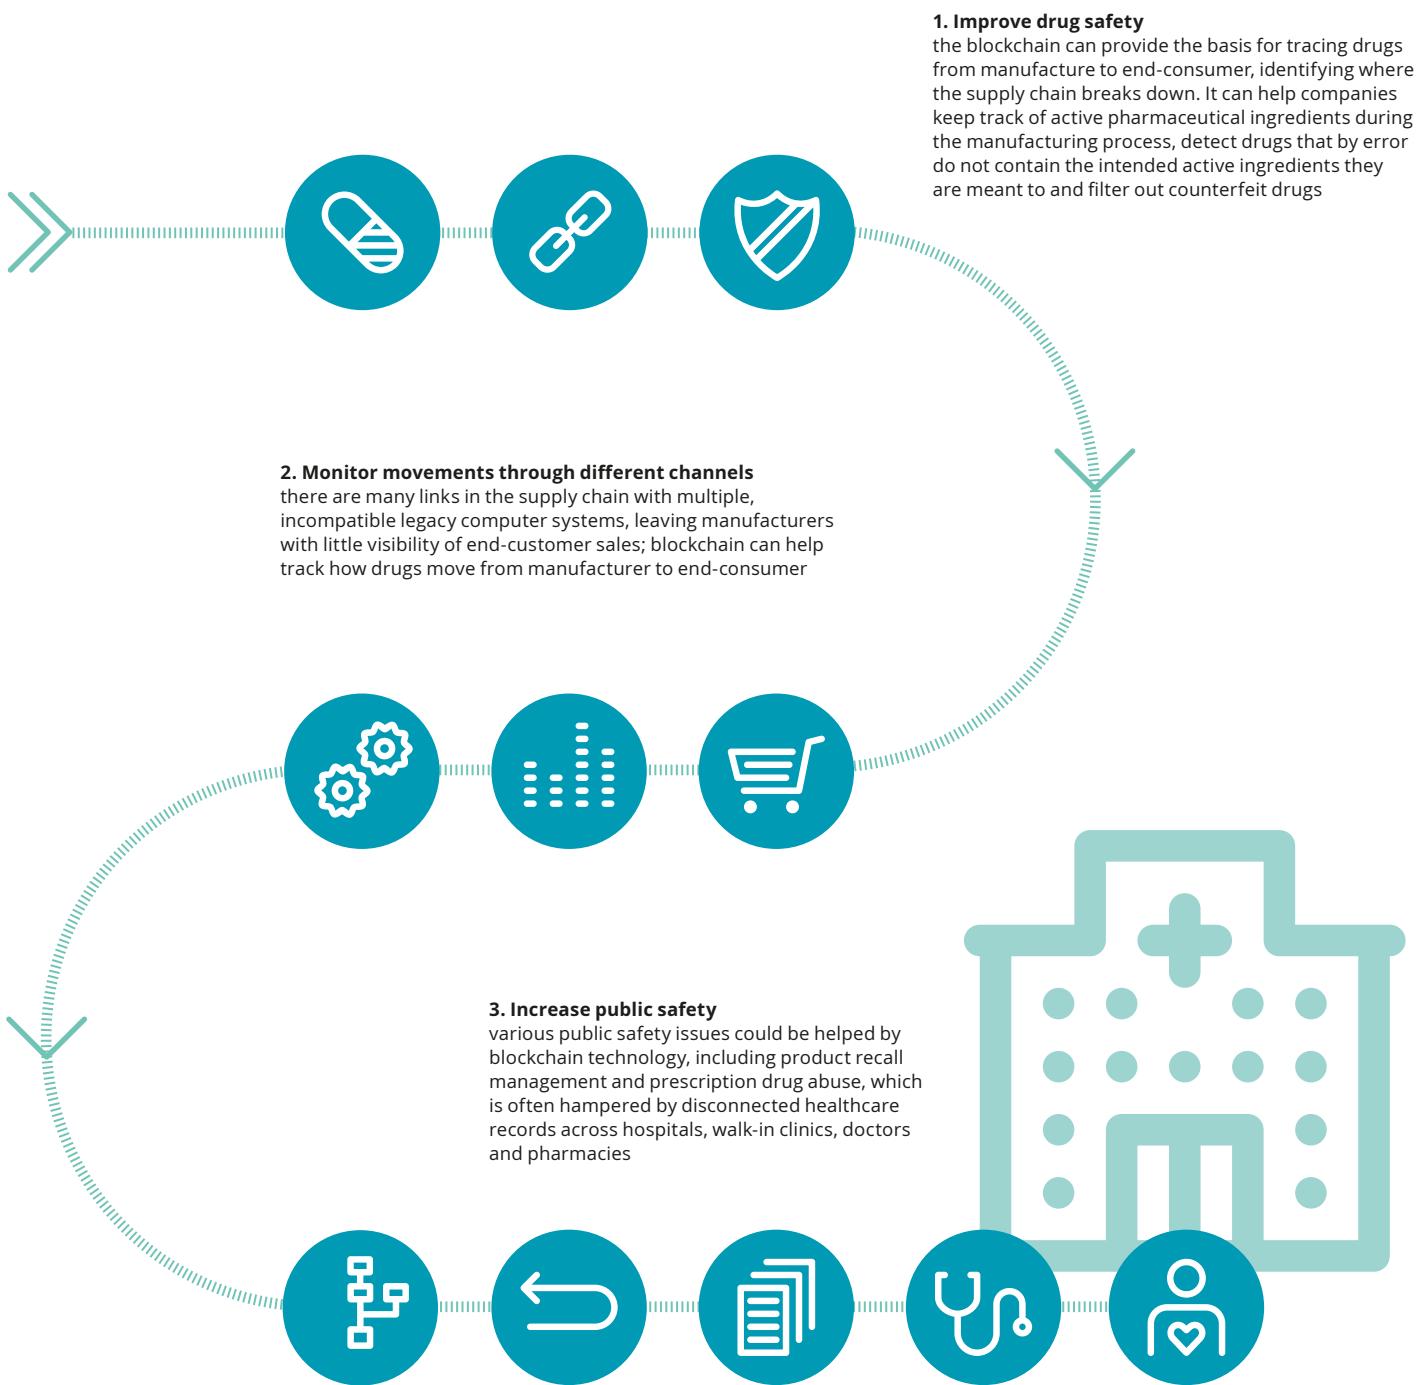 1. Improve drug safety
the blockchain can provide the basis for tracing drugs
from manufacture to end-consumer, identifying where
the supply chain breaks down. It can help companies
keep track of active pharmaceutical ingredients during
the manufacturing process, detect drugs that by error
do not contain the intended active ingredients they
are meant to and filter out counterfeit drugs
2. Monitor movements through different channels
there are many links in the supply chain with multiple,
incompatible legacy computer systems, leaving manufacturers
with little visibility of end-customer sales; blockchain can help
track how drugs move from manufacturer to end-consumer
3. Increase public safety
various public safety issues could be helped by
blockchain technology, including product recall
management and prescription drug abuse, which
is often hampered by disconnected healthcare
records across hospitals, walk-in clinics, doctors
and pharmacies